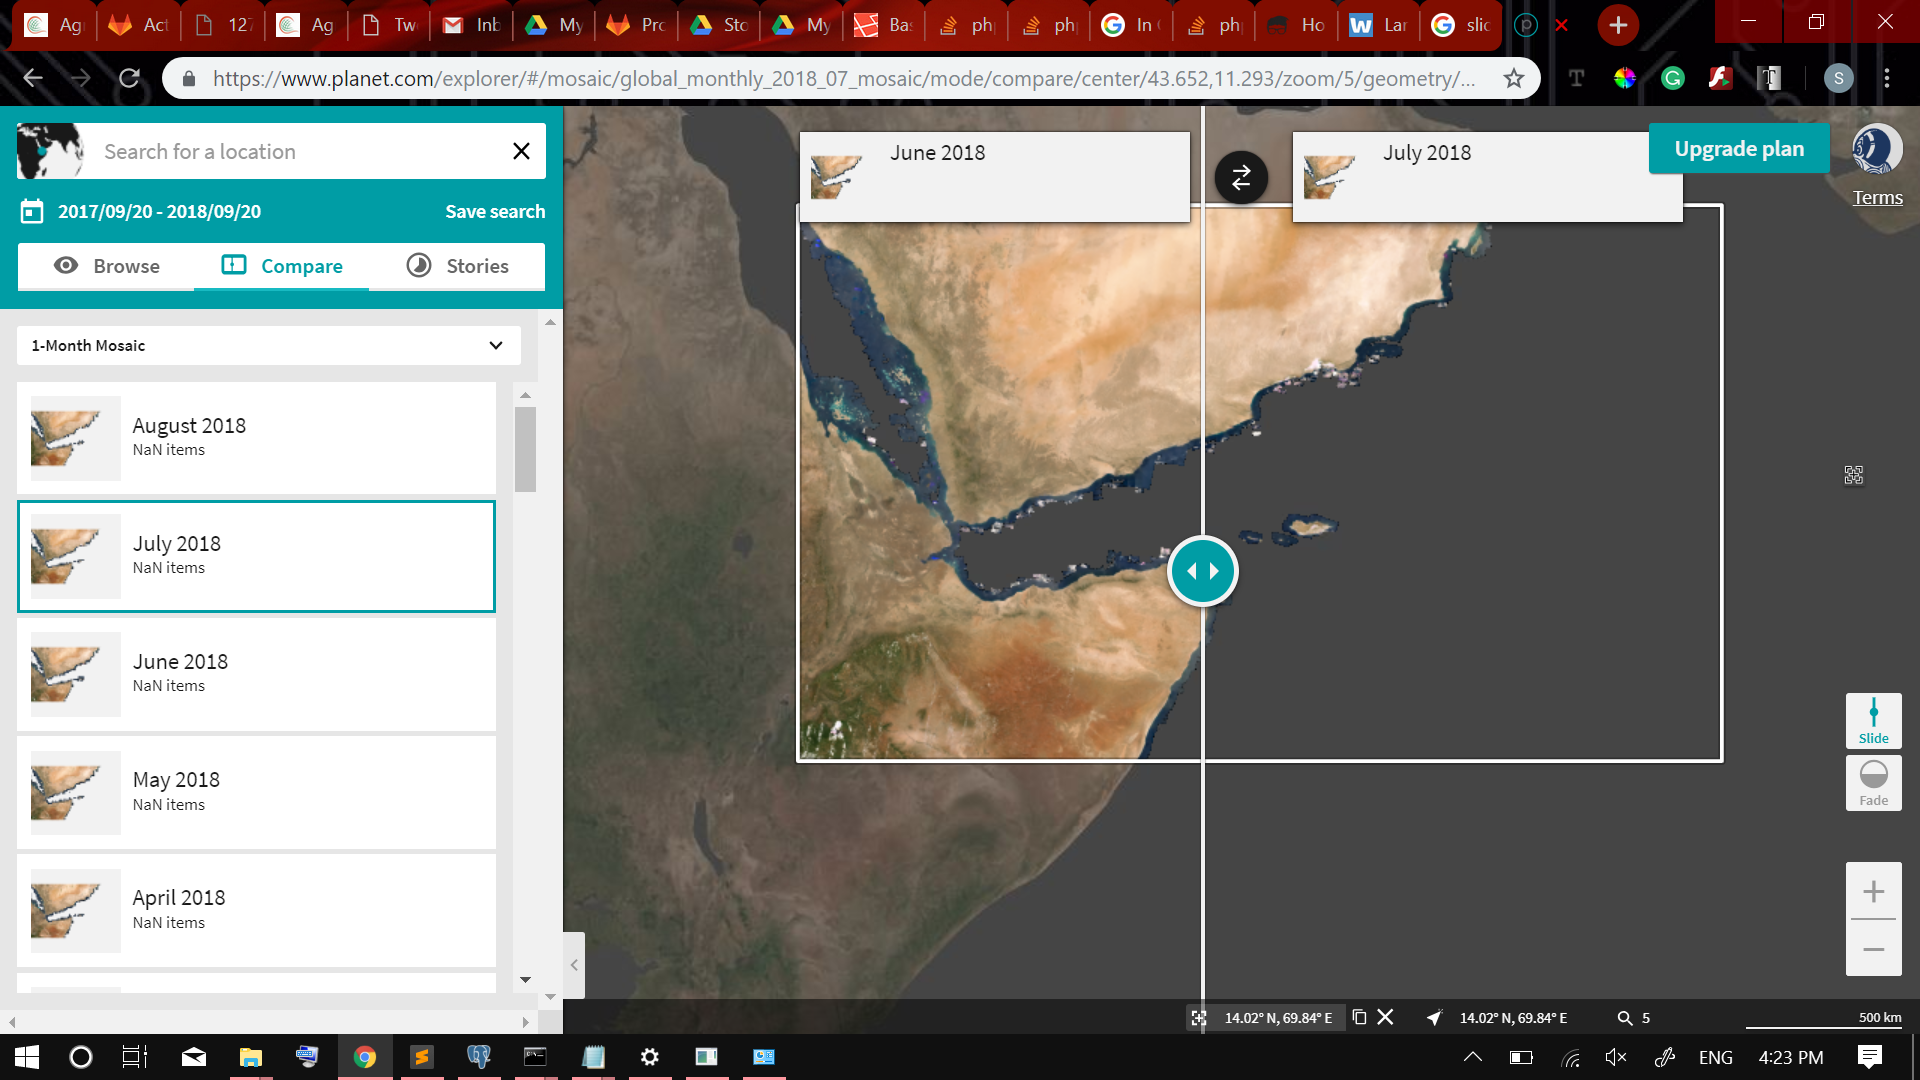 Ag
Act
127
Ag
Twe
Inb
My
Pro
Sto
My
Bas
ph
ph
In
ph
Ho
Lar
slic
https://www.planet.com/explorer/#/mosaic/global_monthly_2018_07_mosaic/mode/compare/center/43.652,11.293/zoom/5/geometry/...
S
Search for a location
2017/09/20 - 2018/09/20
Save search
Browse
Compare
Stories
1-Month Mosaic
August 2018
NaN items
July 2018
NaN items
June 2018
NaN items
May 2018
NaN items
April 2018
NaN items
June 2018
July 2018
Upgrade plan
Terms
Slide
Fade
14.02° N, 69.84° E
14.02° N, 69.84° E
5
500 km
ENG
4:23 PM